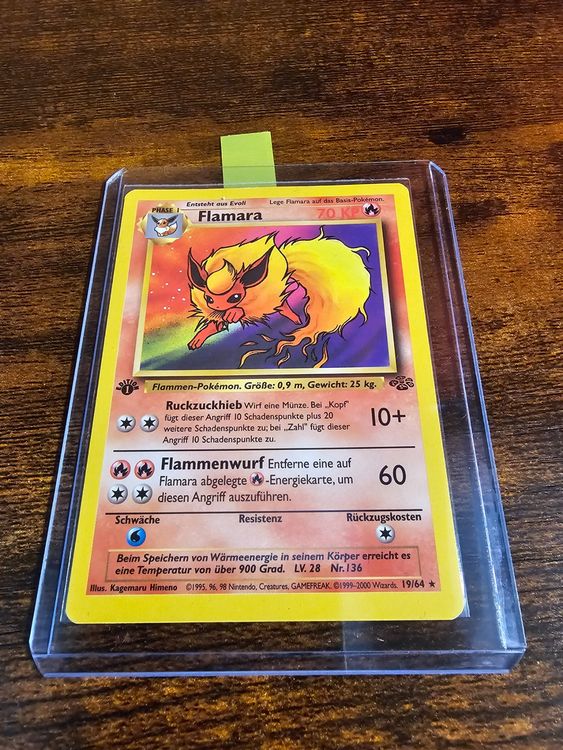 Entsteht aus Evoli
Lege Flamara auf das Basis-Pokémon.
PHASE 1
Flamara
70 KP
EDITION 1
Flammen-Pokémon. Größe: 0,9 m, Gewicht: 25 kg.
Ruckzuckhieb Wirf eine Münze. Bei „Kopf"
fügt dieser Angriff 10 Schadenspunkte plus 20
weitere Schadenspunkte zu; bei „Zahl" fügt dieser
Angriff 10 Schadenspunkte zu.
10+
Flammenwurf Entferne eine auf
Flamara abgelegte -Energiekarte, um
diesen Angriff auszuführen.
60
Schwäche
Resistenz
Rückzugskosten
Beim Speichern von Wärmeenergie in seinem Körper erreicht es
eine Temperatur von über 900 Grad. LV. 28 Nr. 136
Illus. Kagemaru Himeno
©1995, 96, 98 Nintendo, Creatures, GAMEFREAK. ©1999-2000 Wizards.
19/64 ★